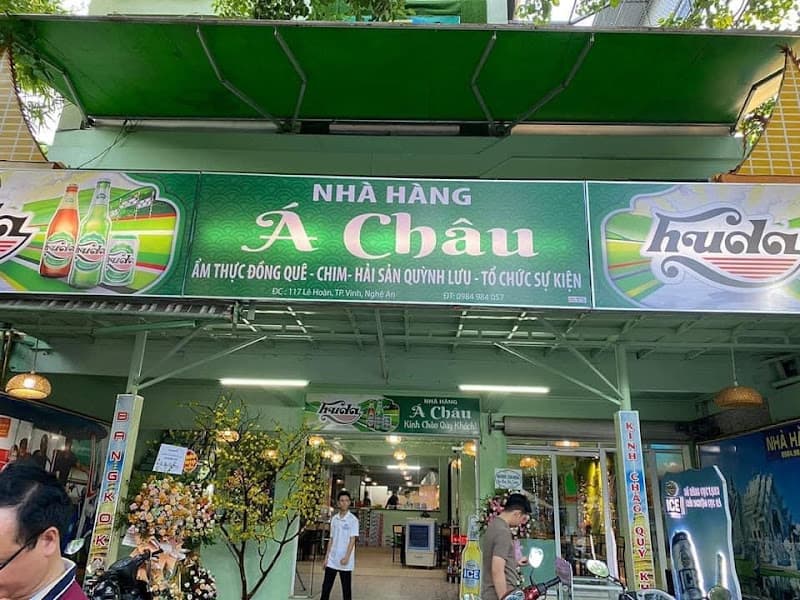 NHÀ HÀNG
Á Châu
ẨM THỰC ĐỒNG QUÊ - CHIM- HẢI SẢN QUỲNH LƯU - TỔ CHỨC SỰ KIỆN
ĐC : 117 Lê Hoàn, TP. Vinh, Nghệ An ĐT: 0984 984 057
huda
huda
NHÀ HÀNG
Á Châu
Kính Chào Quý Khách!
BANGKOK
KÍNH CHÀO QUÝ KH
ICE
ICE
NHÀ HÀ